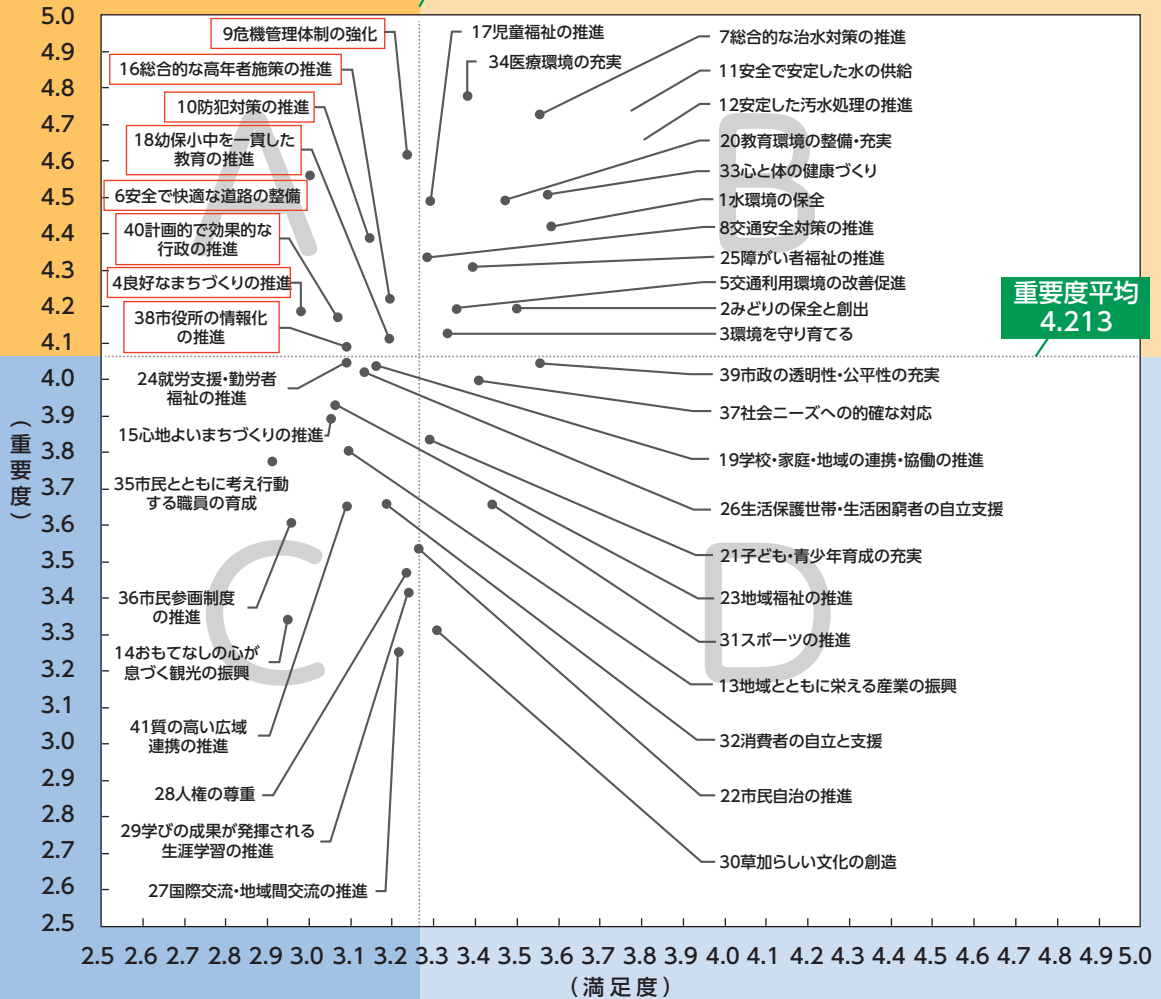 5.0
4.9
4.8
4.7
4.6
4.5
4.4
4.3
4.2
4.1
4.0
3.9
3.8
3.7
3.6
3.5
3.4
3.3
3.2
3.1
3.0
2.9
2.8
2.7
2.6
2.5
（重要度）
A
B
C
D
9危機管理体制の強化
16総合的な高年者施策の推進
10防犯対策の推進
18幼保小中を一貫した
教育の推進
6安全で快適な道路の整備
40計画的で効果的な
行政の推進
4良好なまちづくりの推進
38市役所の情報化
の推進
24就労支援・勤労者
福祉の推進
15心地よいまちづくりの推進
35市民とともに考え行動
する職員の育成
36市民参画制度
の推進
14おもてなしの心が
息づく観光の振興
41質の高い広域
連携の推進
28人権の尊重
29学びの成果が発揮される
生涯学習の推進
27国際交流・地域間交流の推進
17児童福祉の推進
34医療環境の充実
7総合的な治水対策の推進
11安全で安定した水の供給
12安定した汚水処理の推進
20教育環境の整備・充実
33心と体の健康づくり
1水環境の保全
8交通安全対策の推進
25障がい者福祉の推進
5交通利用環境の改善促進
2みどりの保全と創出
3環境を守り育てる
重要度平均
4.213
39市政の透明性・公平性の充実
37社会ニーズへの的確な対応
19学校・家庭・地域の連携・協働の推進
26生活保護世帯・生活困窮者の自立支援
21子ども・青少年育成の充実
23地域福祉の推進
31スポーツの推進
13地域とともに栄える産業の振興
32消費者の自立と支援
22市民自治の推進
30草加らしい文化の創造
2.5 2.6 2.7 2.8 2.9 3.0 3.1 3.2 3.3 3.4 3.5 3.6 3.7 3.8 3.9 4.0 4.1 4.2 4.3 4.4 4.5 4.6 4.7 4.8 4.9 5.0
（満足度）